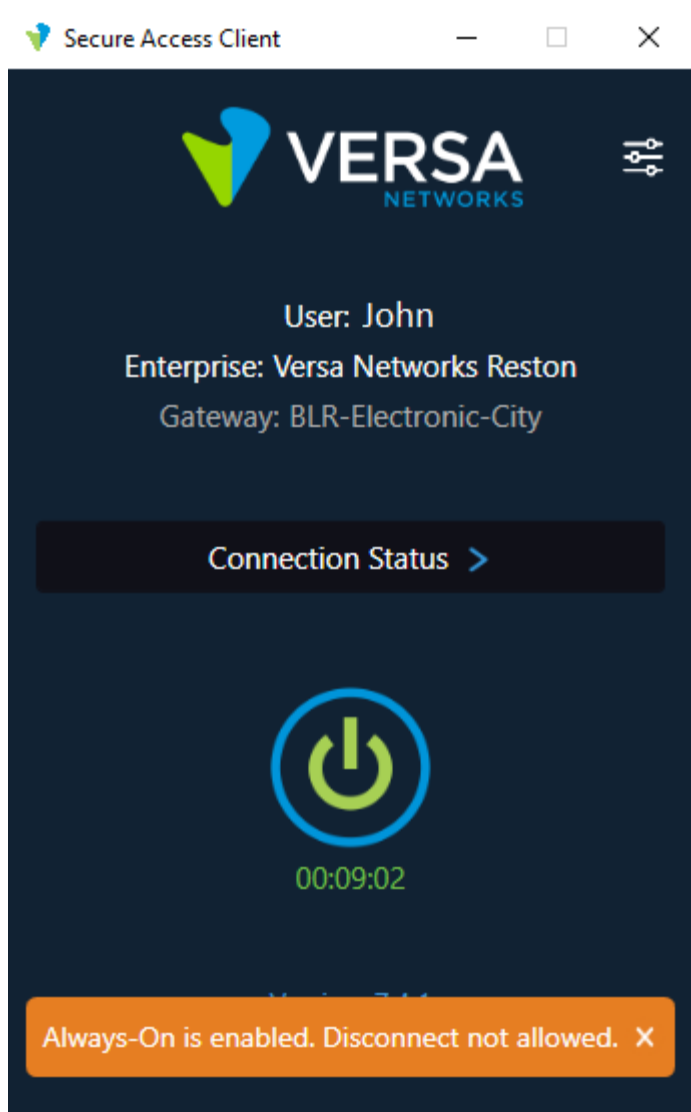 Secure Access Client
VERSA
NETWORKS
User: John
Enterprise: Versa Networks Reston
Gateway: BLR-Electronic-City
Connection Status
00:09:02
Always-On is enabled. Disconnect not allowed.